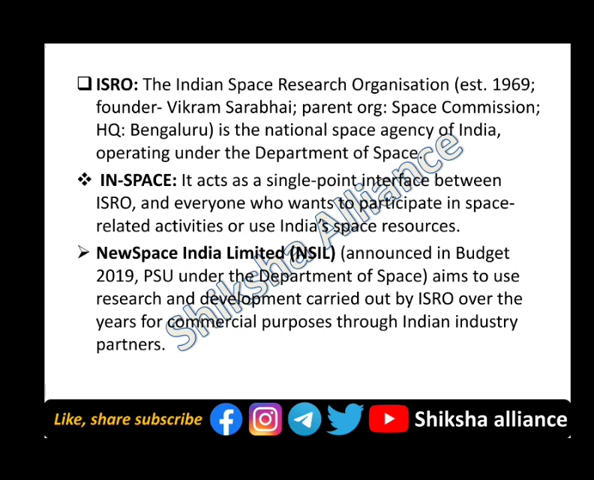 ISRO: The Indian Space Research Organisation (est. 1969;
founder- Vikram Sarabhai; parent org: Space Commission;
HQ: Bengaluru) is the national space agency of India,
operating under the Department of Space.
IN-SPACE: It acts as a single-point interface between
ISRO, and everyone who wants to participate in space-
related activities or use India's space resources.
NewSpace India Limited (NSIL) (announced in Budget
2019, PSU under the Department of Space) aims to use
research and development carried out by ISRO over the
years for commercial purposes through Indian industry
partners.
Shiksha Alliance
Like, share subscribe Shiksha alliance